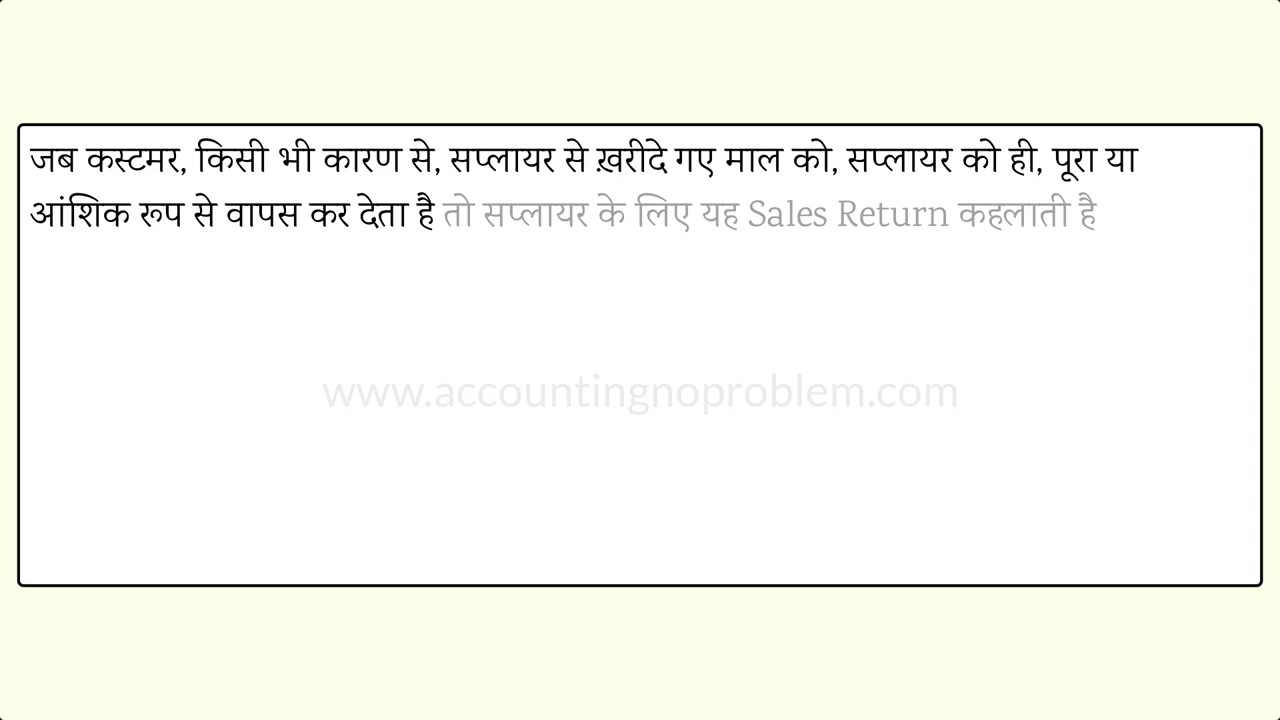 जब कस्टमर, किसी भी कारण से, सप्लायर से ख़रीदे गए माल को, सप्लायर को ही, पूरा या
आंशिक रूप से वापस कर देता है तो सप्लायर के लिए यह Sales Return कहलाती है
www.accountingnoproblem.com